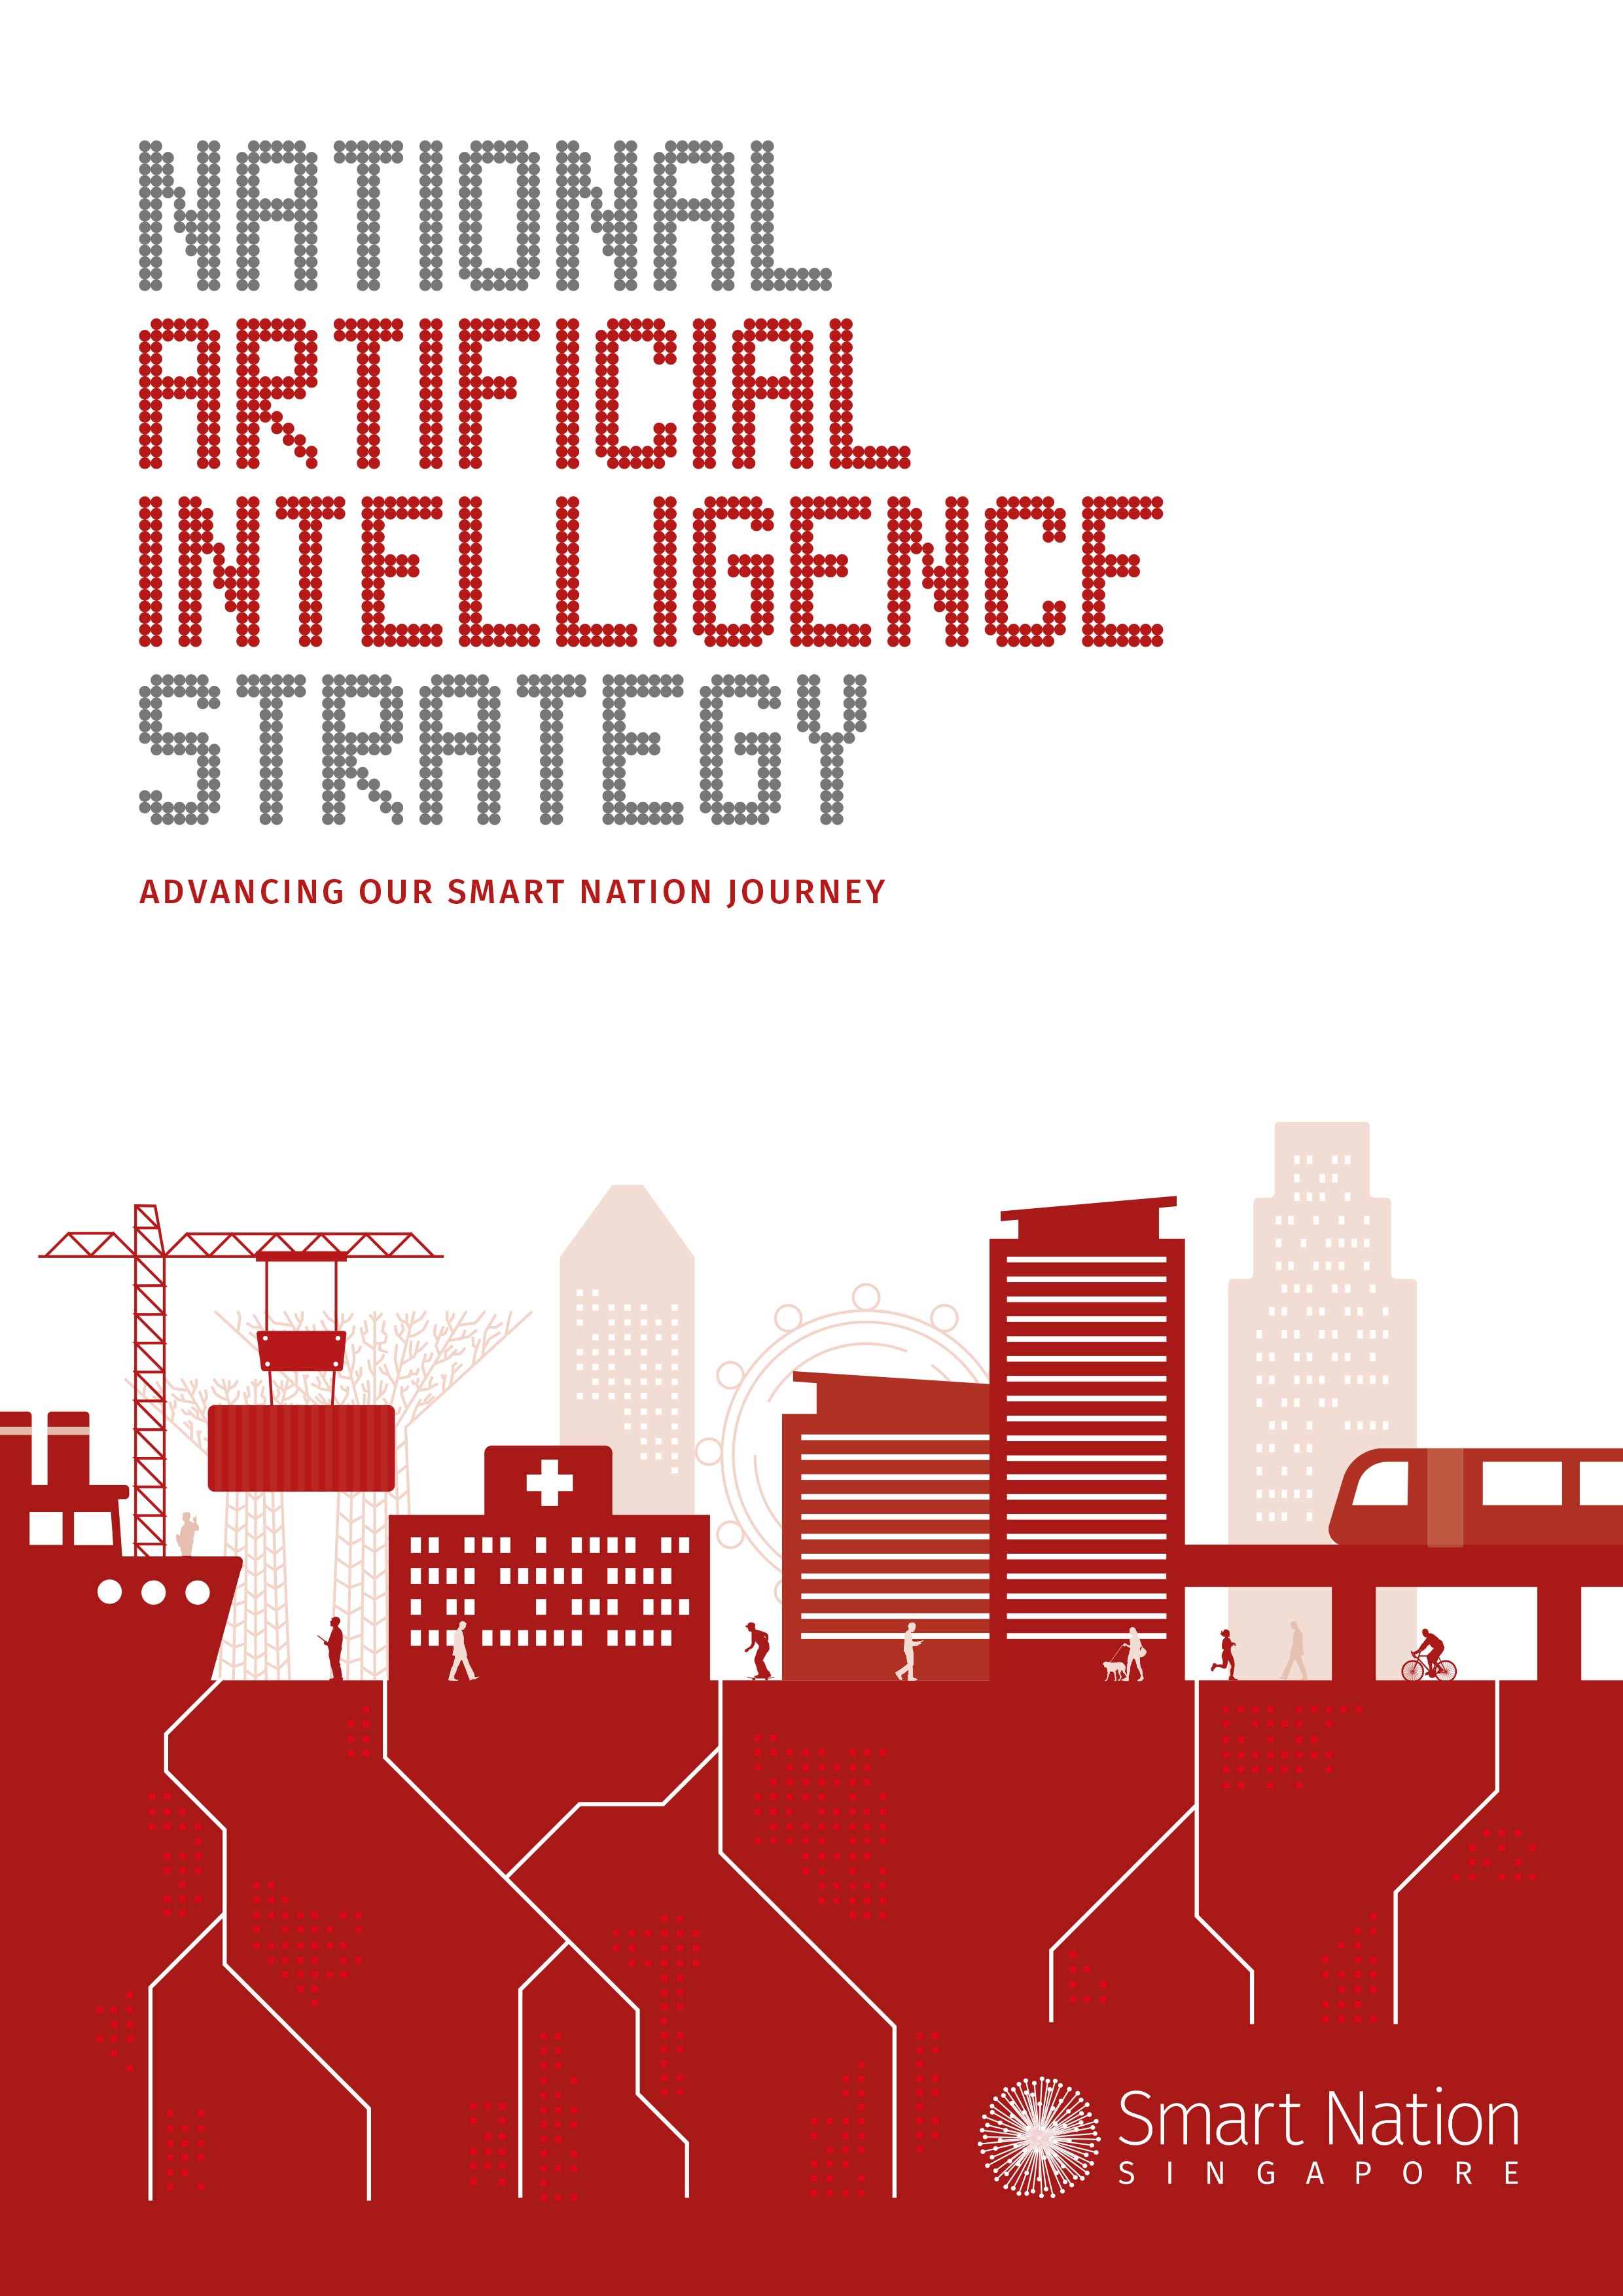 NATIONAL
ARTIFICIAL
INTELLIGENCE
STRATEGY
ADVANCING OUR SMART NATION JOURNEY
Smart Nation
SINGAPORE